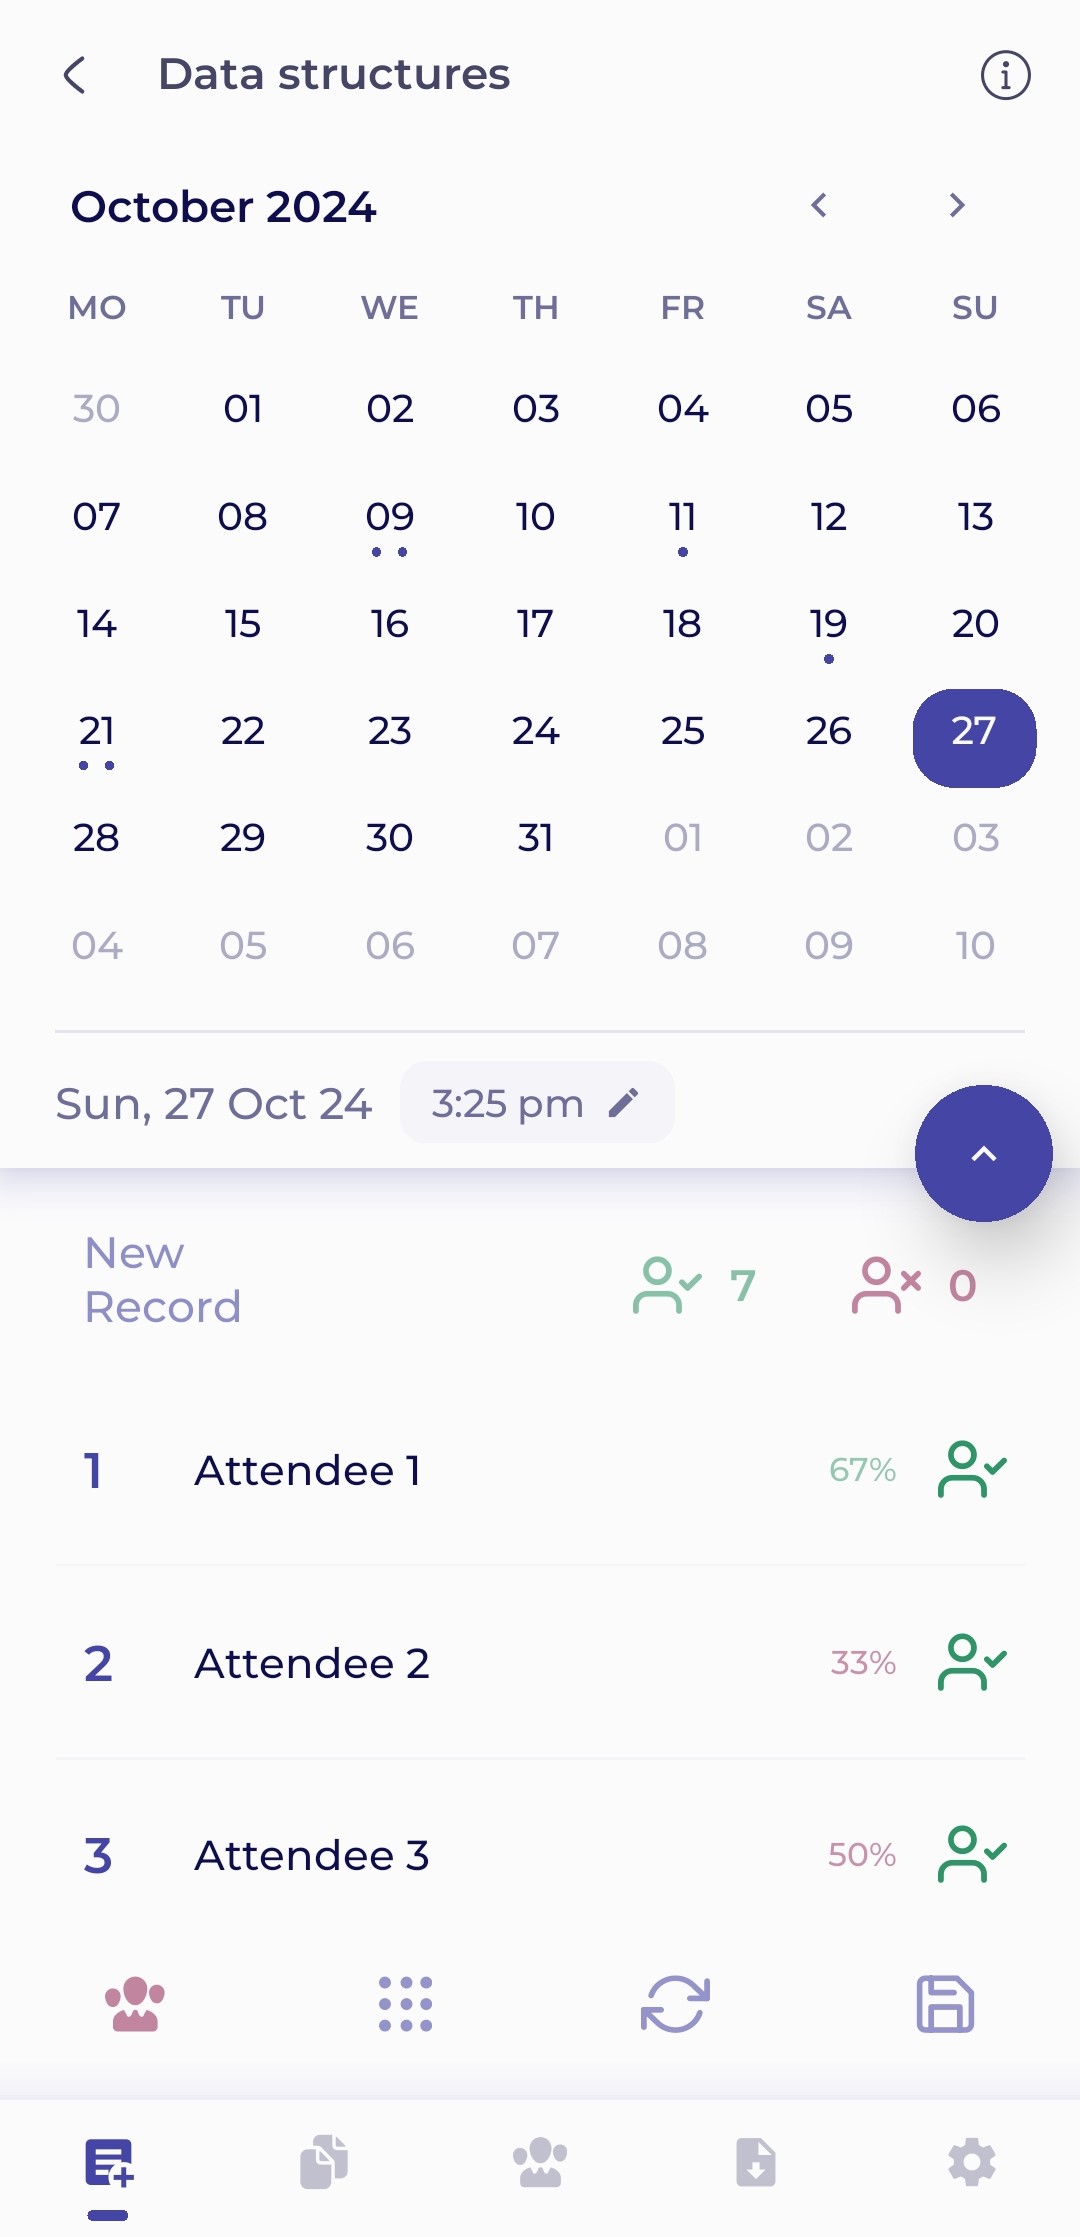 Data structures
October 2024
MO TU WE TH FR SA SU
30 01 02 03 04 05 06
07 08 09 10 11 12 13
14 15 16 17 18 19 20
21 22 23 24 25 26 27
28 29 30 31 01 02 03
04 05 06 07 08 09 10
Sun, 27 Oct 24 3:25 pm
New
Record
7 0
1 Attendee 1 67%
2 Attendee 2 33%
3 Attendee 3 50%